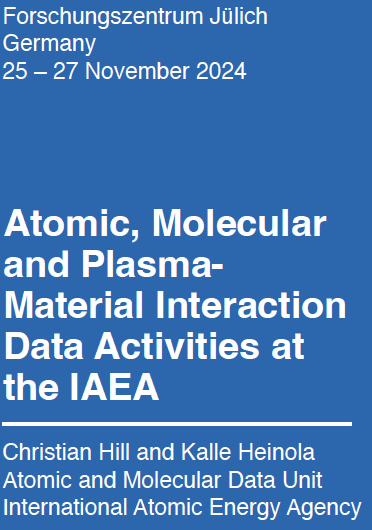 Forschungszentrum Jülich
Germany
25 – 27 November 2024
Atomic, Molecular
and Plasma-
Material Interaction
Data Activities at
the IAEA
Christian Hill and Kalle Heinola
Atomic and Molecular Data Unit
International Atomic Energy Agency